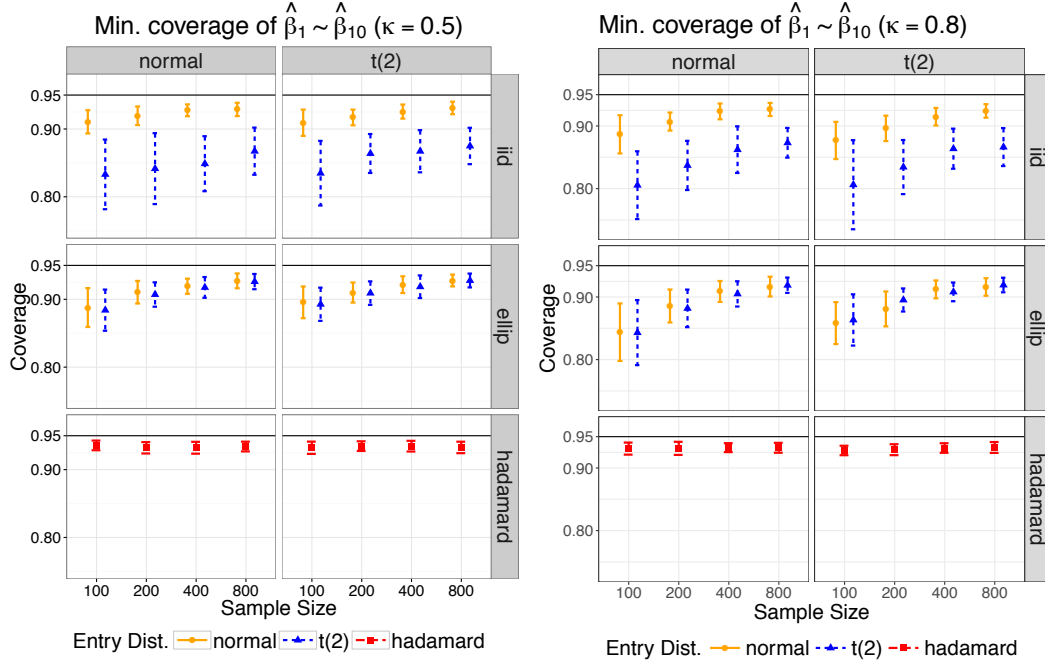 Min. coverage of β̂₁ ~ β̂₁₀ (κ = 0.5)
normal
t(2)
0.95
0.90
0.80
iid
0.95
0.90
0.80
ellip
0.95
0.90
0.80
hadamard
Coverage
100
200
400
800
100
200
400
800
Sample Size
Entry Dist. normal t(2) hadamard
Min. coverage of β̂₁ ~ β̂₁₀ (κ = 0.8)
normal
t(2)
0.95
0.90
0.80
iid
0.95
0.90
0.80
ellip
0.95
0.90
0.80
hadamard
Coverage
100
200
400
800
100
200
400
800
Sample Size
Entry Dist. normal t(2) hadamard